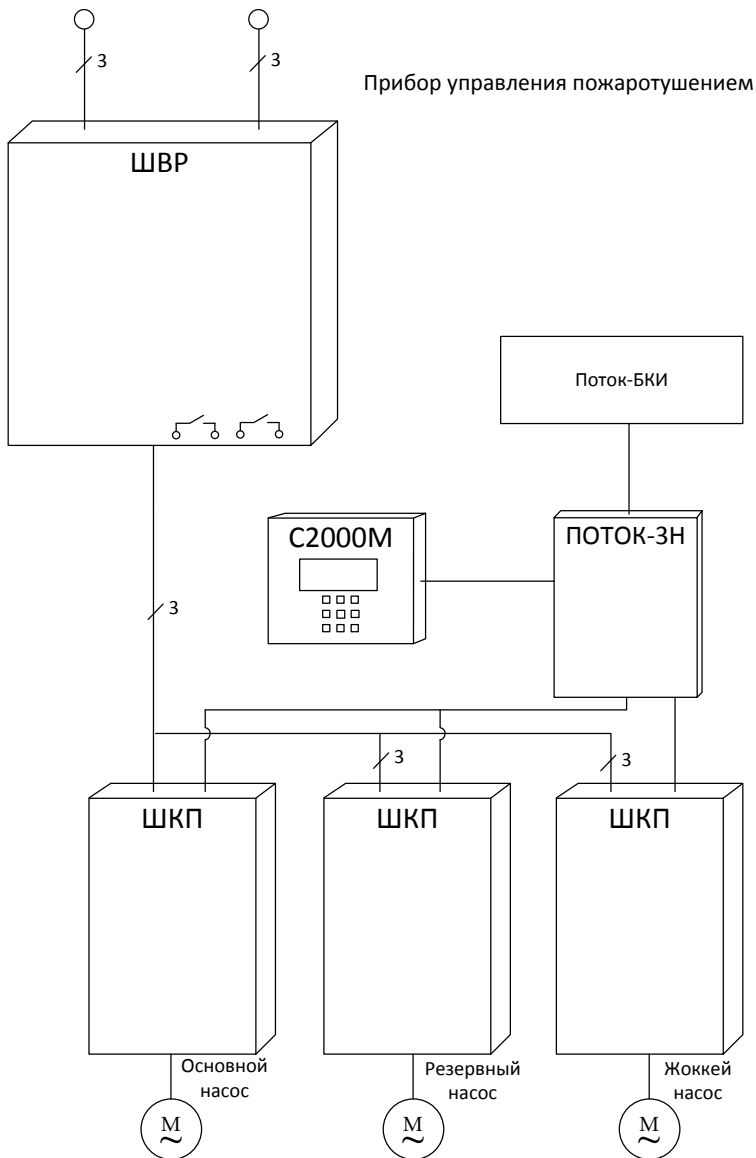 3
3
Прибор управления пожаротушением
ШВР
Поток-БКИ
С2000М
ПОТОК-3Н
3
3
3
ШКП
ШКП
ШКП
Основной
насос
Резервный
насос
Жоккей
насос
М
~
М
~
М
~